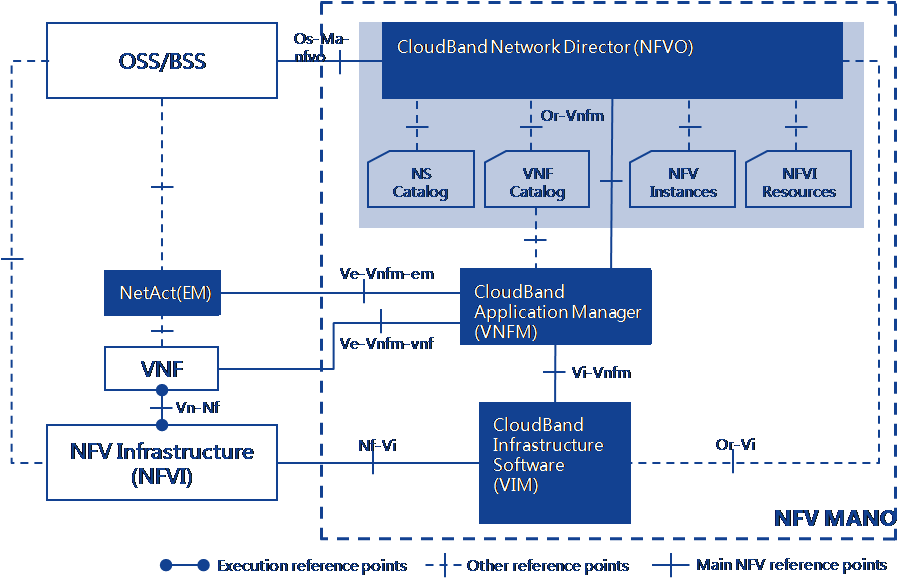 OSS/BSS
Os-Ma-
nfvo
CloudBand Network Director (NFVO)
Or-Vnfm
NS
Catalog
VNF
Catalog
NFV
Instances
NFVI
Resources
NetAct(EM)
Ve-Vnfm-em
CloudBand
Application Manager
(VNFM)
Ve-Vnfm-vnf
VNF
Vi-Vnfm
Vn-Nf
NFV Infrastructure
(NFVI)
Nf-Vi
CloudBand
Infrastructure
Software
(VIM)
Or-Vi
NFV MANO
Execution reference points
Other reference points
Main NFV reference points